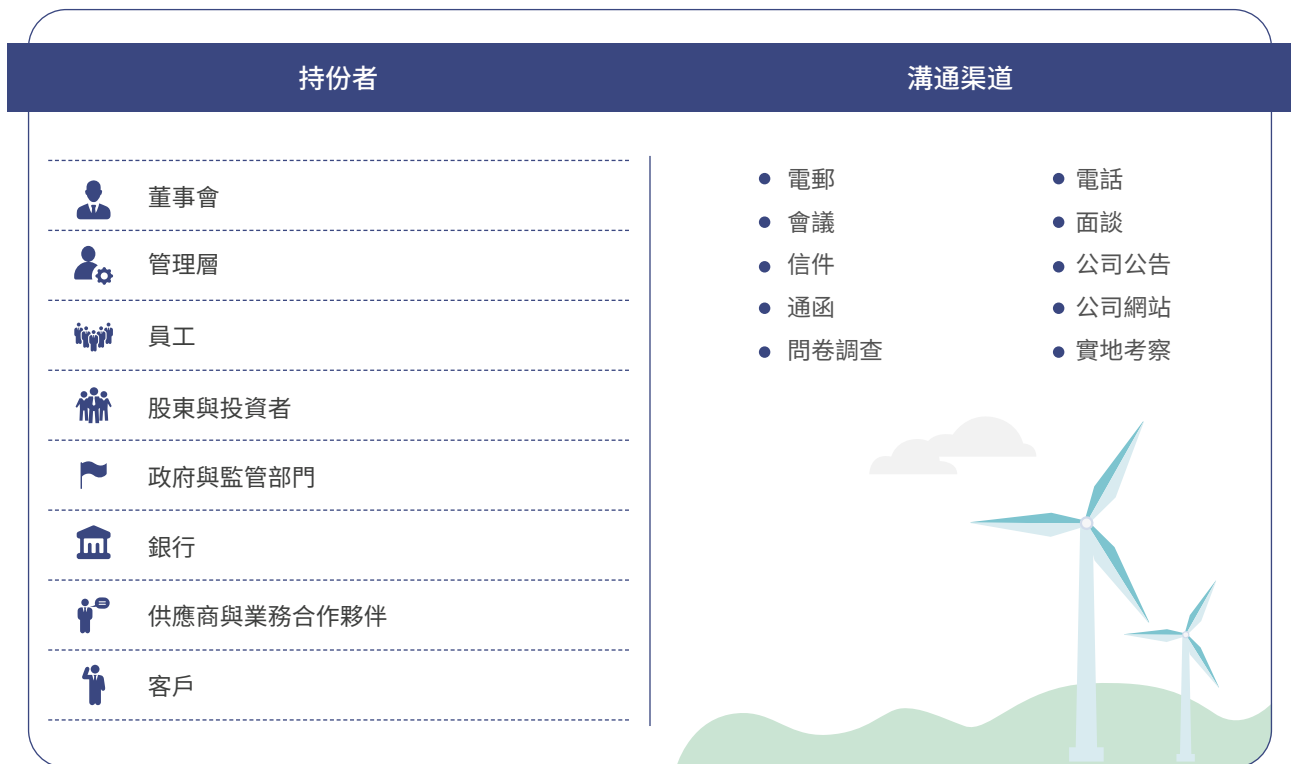 持份者
溝通渠道
董事會
管理層
員工
股東與投資者
政府與監管部門
銀行
供應商與業務合作夥伴
客戶
電郵
會議
信件
通函
問卷調查
電話
面談
公司公告
公司網站
實地考察